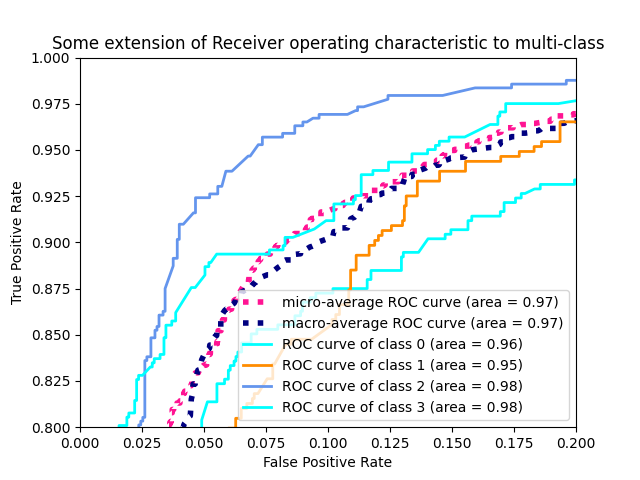 Some extension of Receiver operating characteristic to multi-class
True Positive Rate
1.000
0.975
0.950
0.925
0.900
0.875
0.850
0.825
0.800
micro-average ROC curve (area = 0.97)
macro-average ROC curve (area = 0.97)
ROC curve of class 0 (area = 0.96)
ROC curve of class 1 (area = 0.95)
ROC curve of class 2 (area = 0.98)
ROC curve of class 3 (area = 0.98)
0.000 0.025 0.050 0.075 0.100 0.125 0.150 0.175 0.200
False Positive Rate